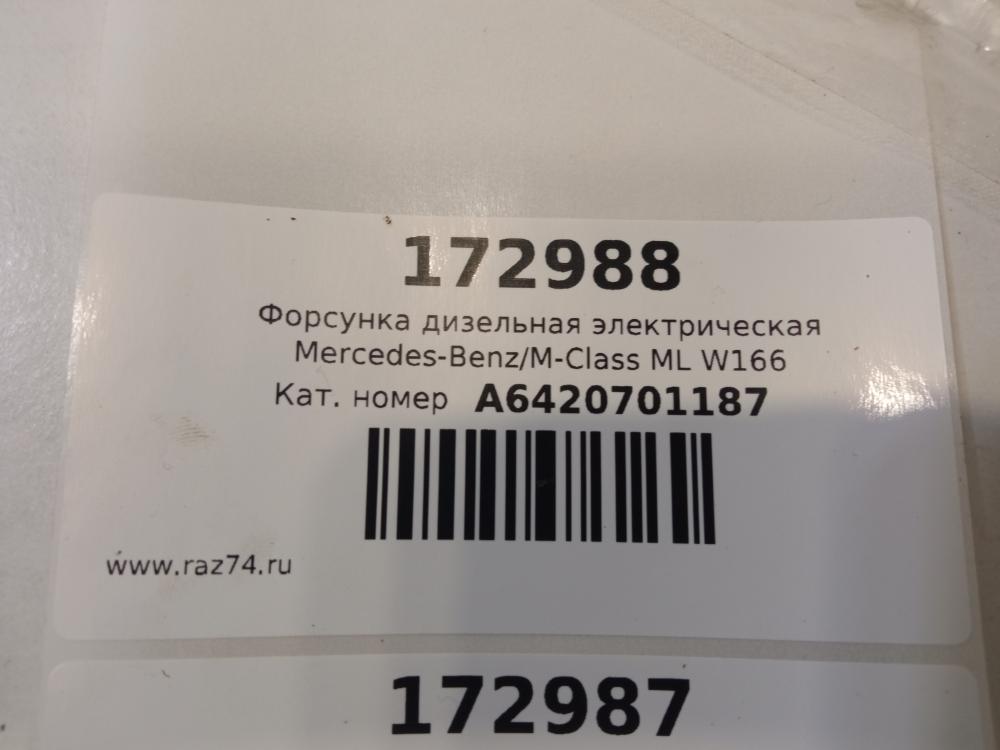 172988
Форсунка дизельная электрическая
Mercedes-Benz/M-Class ML W166
Кат. номер A6420701187
www.raz74.ru
172987